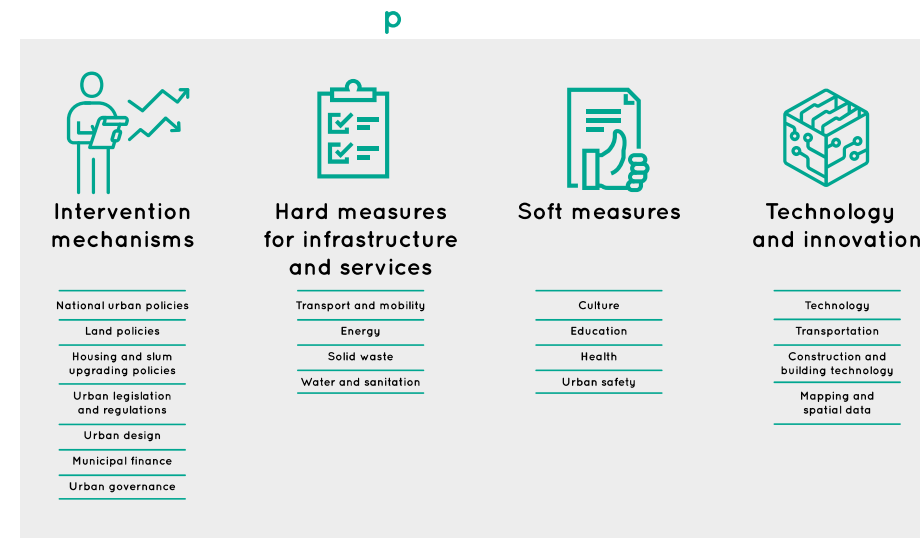 p
Intervention
mechanisms
National urban policies
Land policies
Housing and slum
upgrading policies
Urban legislation
and regulations
Urban design
Municipal finance
Urban governance
Hard measures
for infrastructure
and services
Transport and mobility
Energy
Solid waste
Water and sanitation
Soft measures
Culture
Education
Health
Urban safety
Technology
and innovation
Technology
Transportation
Construction and
building technology
Mapping and
spatial data